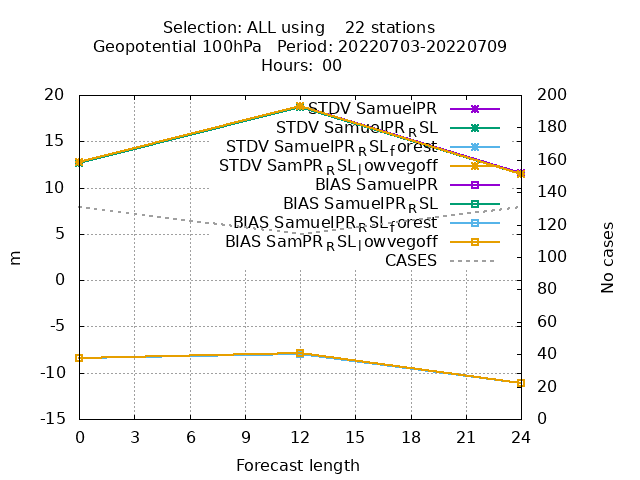 Selection: ALL using    22 stations
Geopotential 100hPa   Period: 20220703-20220709
Hours: 00
20
15
10
5
0
-5
-10
-15
m
200
180
160
140
120
100
80
60
40
20
0
No cases
STDV SamuelPR
STDV SamuelPR_RSL
STDV SamuelPR_RSL_forest
STDV SamPR_RSL_lowvegoff
BIAS SamuelPR
BIAS SamuelPR_RSL
BIAS SamuelPR_RSL_forest
BIAS SamPR_RSL_lowvegoff
CASES
0 3 6 9 12 15 18 21 24
Forecast length